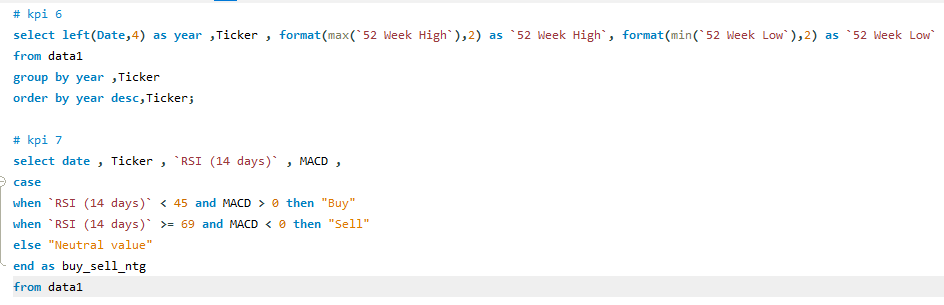 # kpi 6
select left(Date,4) as year ,Ticker , format(max(`52 Week High`),2) as `52 Week High`, format(min(`52 Week Low`),2) as `52 Week Low`
from data1
group by year ,Ticker
order by year desc,Ticker;
# kpi 7
select date , Ticker , `RSI (14 days)` , MACD ,
case
when `RSI (14 days)` < 45 and MACD > 0 then "Buy"
when `RSI (14 days)` >= 69 and MACD < 0 then "Sell"
else "Neutral value"
end as buy_sell_ntg
from data1